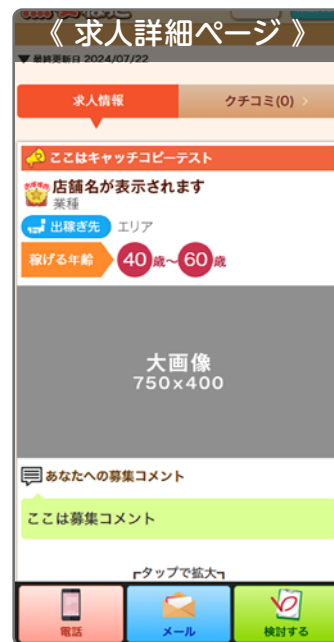 《 求人詳細ページ 》
▼ 最終更新日 2024/07/22
求人情報
クチコミ(0) >
ここはキャッチコピーテスト
店舗名が表示されます
業種
出稼ぎ先 エリア
稼げる年齢 40歳～60歳
大画像
750x400
あなたへの募集コメント
ここは募集コメント
┏タップで拡大┓
電話
メール
検討する